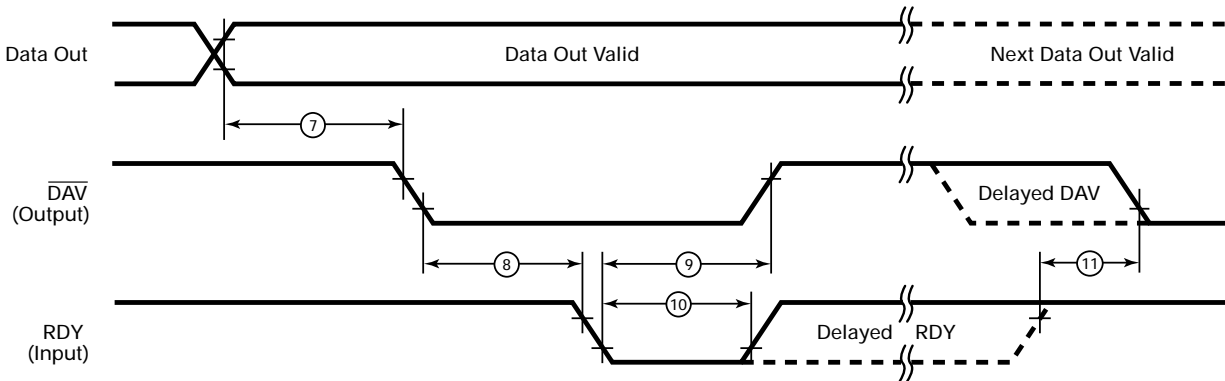 Data Out
Data Out Valid
Next Data Out Valid
7
DAV
(Output)
Delayed DAV
8
9
11
10
RDY
(Input)
Delayed RDY